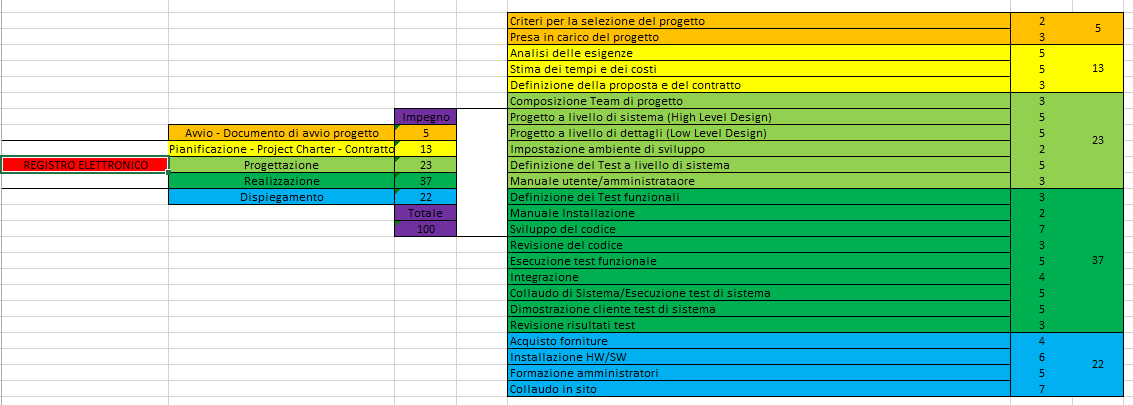 REGISTRO ELETTRONICO
Impegno
Avvio - Documento di avvio progetto 5
Pianificazione - Project Charter - Contratto 13
Progettazione 23
Realizzazione 37
Dispiegamento 22
Totale
100
Criteri per la selezione del progetto 2
Presa in carico del progetto 3
5
Analisi delle esigenze 5
Stima dei tempi e dei costi 5
Definizione della proposta e del contratto 3
13
Composizione Team di progetto 3
Progetto a livello di sistema (High Level Design) 5
Progetto a livello di dettagli (Low Level Design) 5
Impostazione ambiente di sviluppo 2
Definizione del Test a livello di sistema 5
Manuale utente/amministrataore 3
23
Definizione dei Test funzionali 3
Manuale Installazione 2
Sviluppo del codice 7
Revisione del codice 3
Esecuzione test funzionale 5
Integrazione 4
Collaudo di Sistema/Esecuzione test di sistema 5
Dimostrazione cliente test di sistema 5
Revisione risultati test 3
37
Acquisto forniture 4
Installazione HW/SW 6
Formazione amministratori 5
Collaudo in sito 7
22